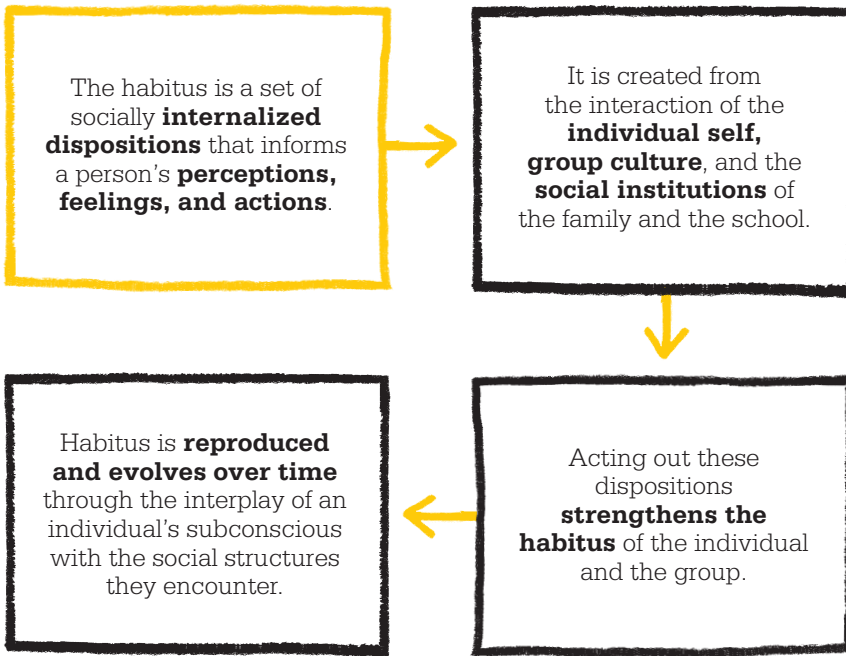 The habitus is a set of
socially internalized
dispositions that informs
a person’s perceptions,
feelings, and actions.
It is created from
the interaction of the
individual self,
group culture, and the
social institutions of
the family and the school.
Acting out these
dispositions
strengthens the
habitus of the individual
and the group.
Habitus is reproduced
and evolves over time
through the interplay of an
individual’s subconscious
with the social structures
they encounter.